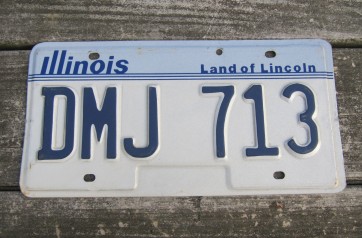 Illinois Land of Lincoln
DMJ 713